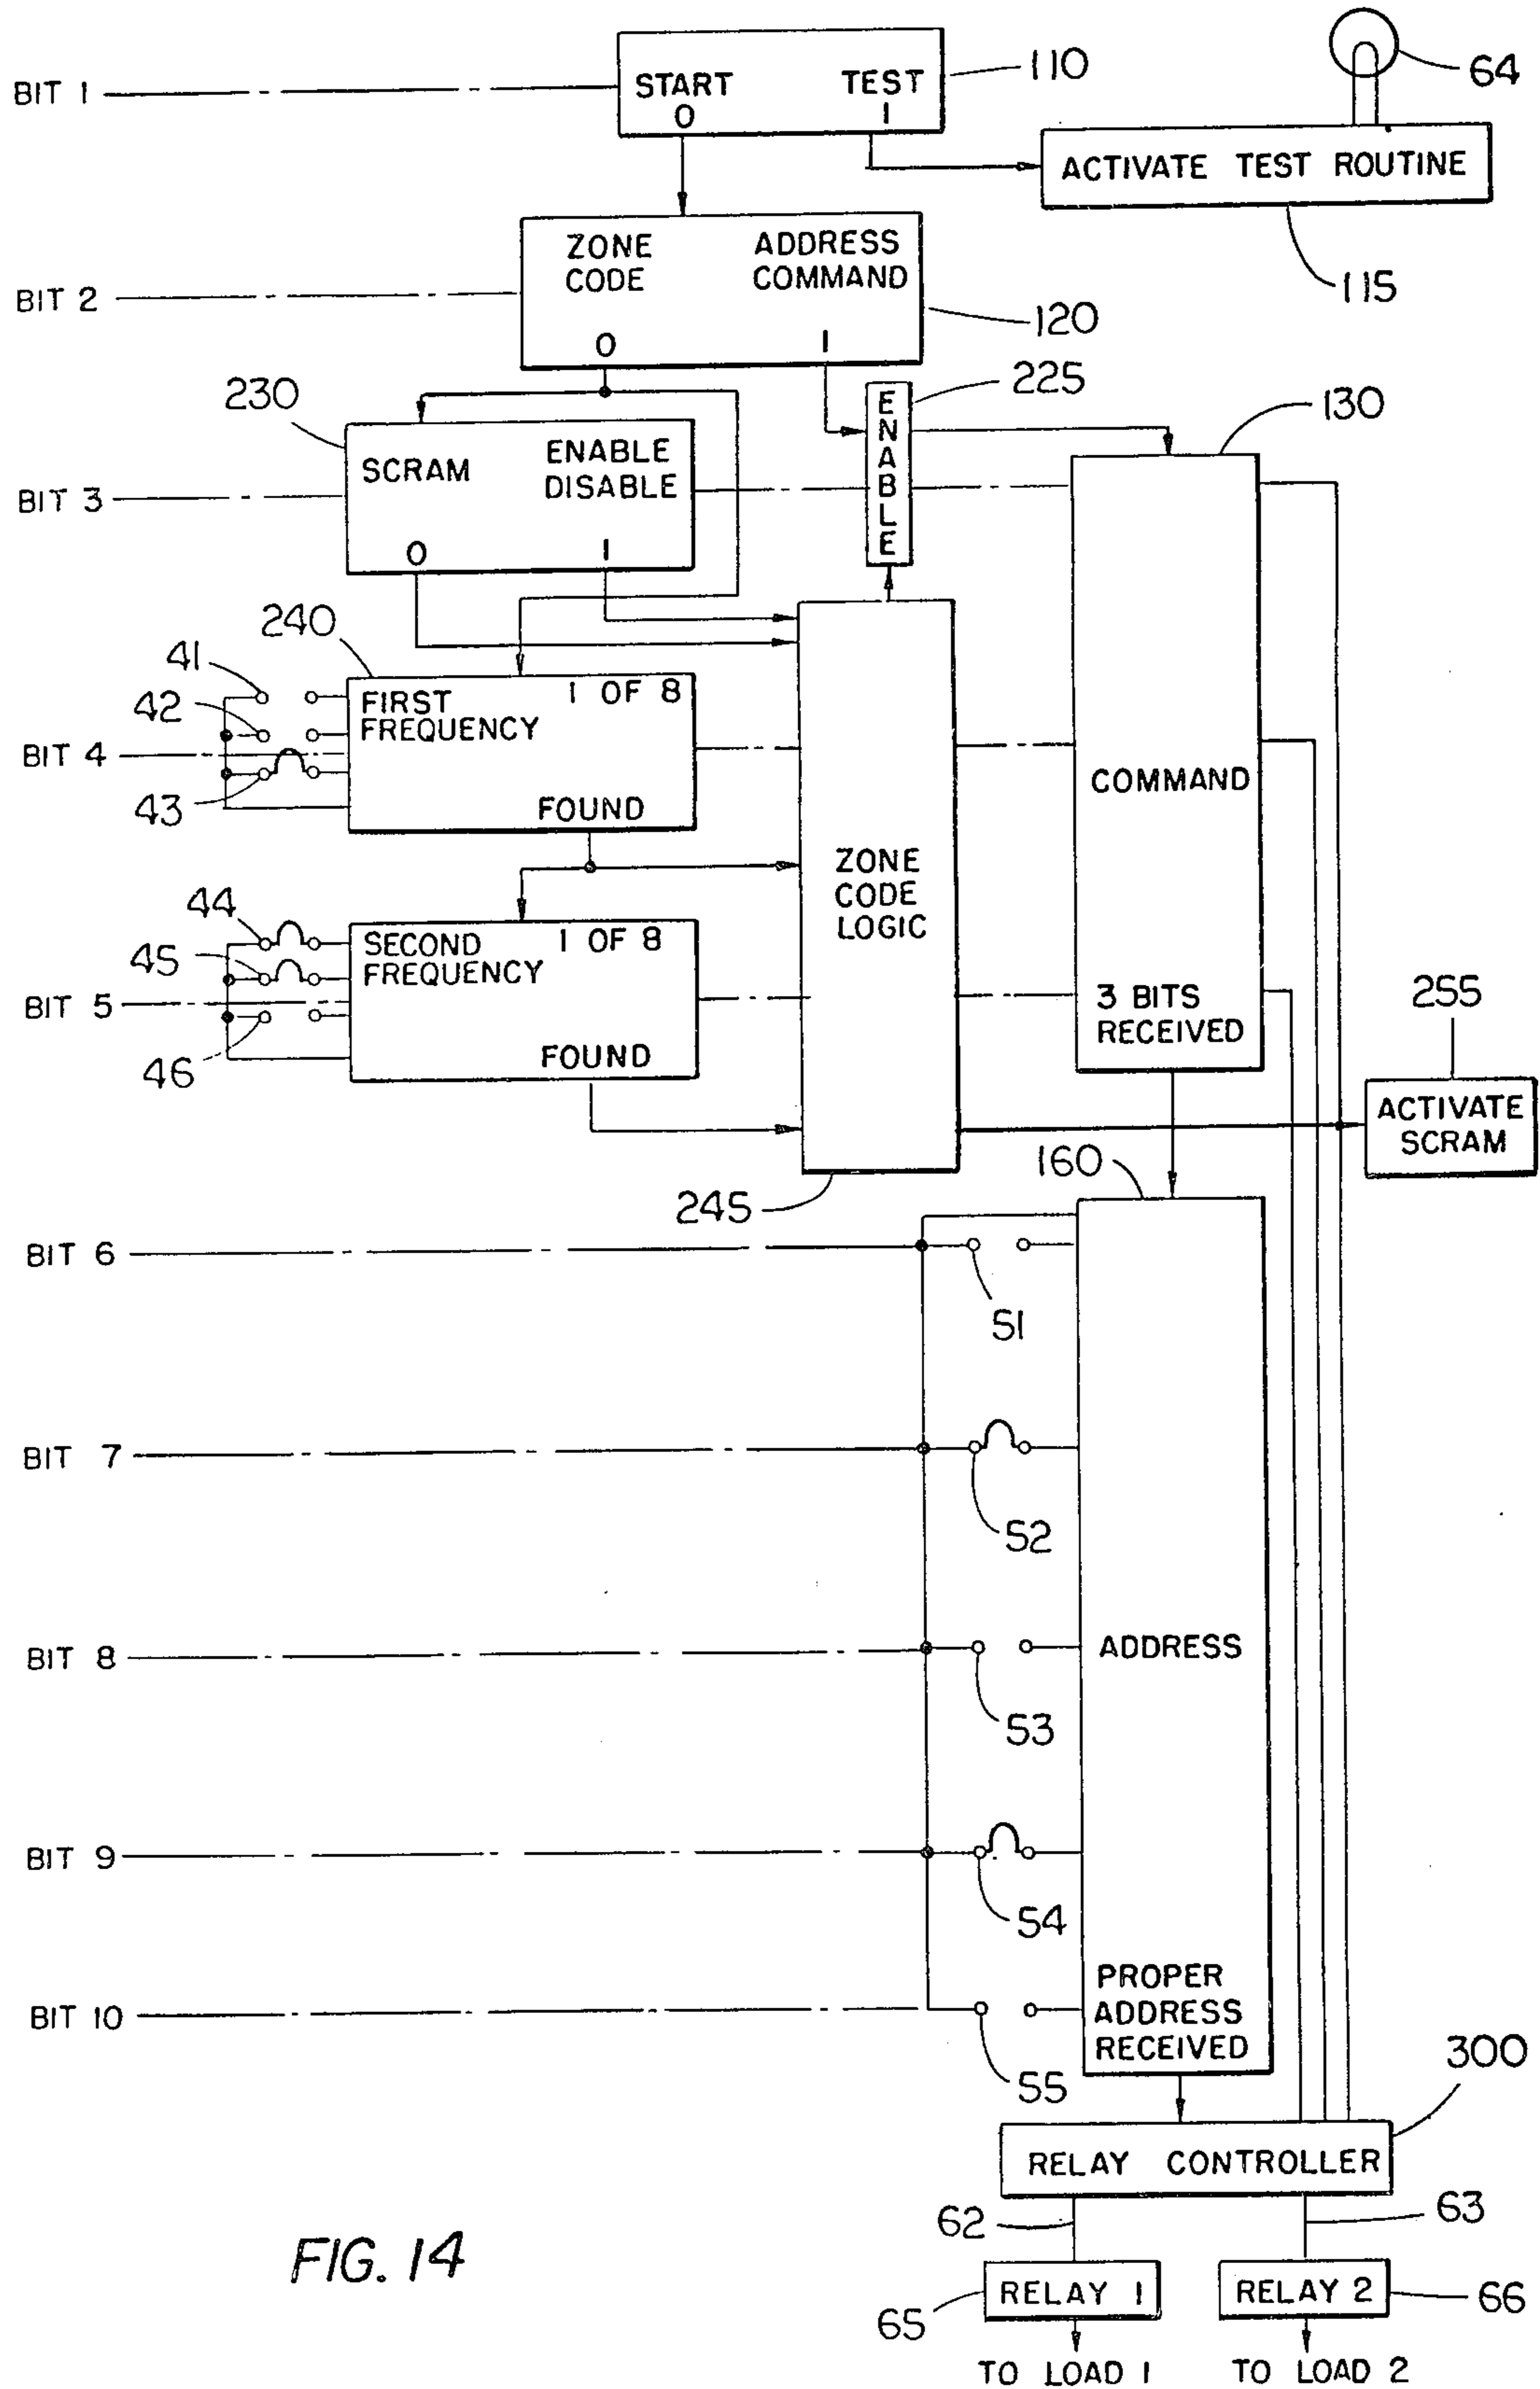 BIT 1
START TEST
0 1
110
64
ACTIVATE TEST ROUTINE
115
BIT 2
ZONE CODE
ADDRESS COMMAND
0 1
120
225
ENABLE
230
BIT 3
SCRAM
ENABLE DISABLE
0 1
130
240
41
42
BIT 4
43
FIRST FREQUENCY
1 OF 8
FOUND
COMMAND
ZONE CODE LOGIC
44
45
BIT 5
46
SECOND FREQUENCY
1 OF 8
FOUND
3 BITS RECEIVED
255
ACTIVATE SCRAM
245
160
BIT 6
51
BIT 7
52
BIT 8
53
ADDRESS
BIT 9
54
BIT 10
55
PROPER ADDRESS RECEIVED
300
RELAY CONTROLLER
62
63
RELAY 1
65
RELAY 2
66
TO LOAD 1
TO LOAD 2
FIG. 14